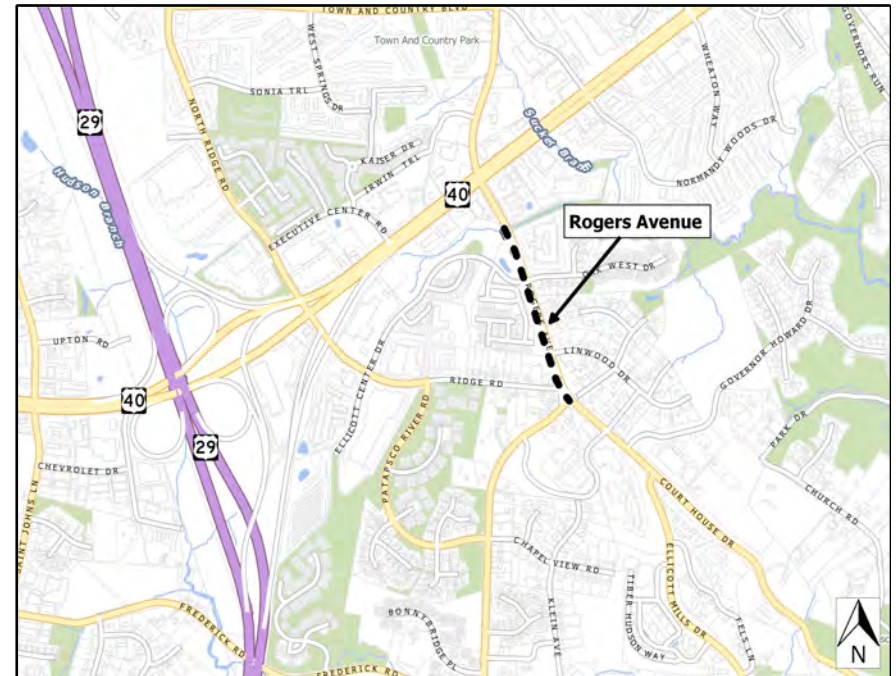 TOWN AND COUNTRY BLVD
Town And Country Park
GOVERNORS RUN
WEST SPRINGS DR
WHEATON WAY
SONIA TRL
29
NORTH RIDGE RD
Sucker Branch
KAISER DR
IRWIN TRL
NORMANDY WOODS DR
Hudson Branch
40
EXECUTIVE CENTER RD
Rogers Avenue
OAK WEST DR
UPTON RD
LINWOOD DR
GOVERNOR HOWARD DR
ELLICOTT CENTER DR
RIDGE RD
40
PATAPSCO RIVER RD
29
PARK DR
CHEVROLET DR
SAINT JOHNS LN
COURT HOUSE DR
CHURCH RD
CHAPEL VIEW RD
ELLICOTT MILLS DR
TIBER HUDSON WAY
FELS LN
KLEIN AVE
BONNYBRIDGE PL
FREDERICK RD
FREDERICK RD
N